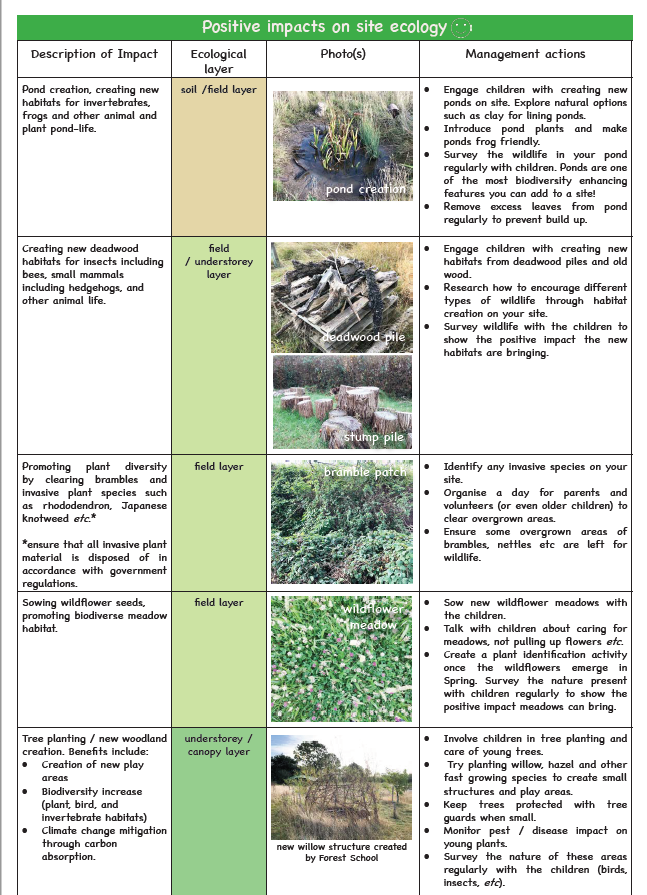 Positive impacts on site ecology
Description of Impact
Ecological
layer
Photo(s)
Management actions
Pond creation, creating new
habitats for invertebrates,
frogs and other animal and
plant pond-life.
soil /field layer
pond creation
• Engage children with creating new
ponds on site. Explore natural options
such as clay for lining ponds.
• Introduce pond plants and make
ponds frog friendly.
• Survey the wildlife in your pond
regularly with children. Ponds are one
of the most biodiversity enhancing
features you can add to a site!
• Remove excess leaves from pond
regularly to prevent build up.
Creating new deadwood
habitats for insects including
bees, small mammals
including hedgehogs, and
other animal life.
field
/ understorey
layer
deadwood pile
stump pile
• Engage children with creating new
habitats from deadwood piles and old
wood.
• Research how to encourage different
types of wildlife through habitat
creation on your site.
• Survey wildlife with the children to
show the positive impact the new
habitats are bringing.
Promoting plant diversity
by clearing brambles and
invasive plant species such
as rhododendron, Japanese
knotweed etc.*
*ensure that all invasive plant
material is disposed of in
accordance with government
regulations.
field layer
bramble patch
• Identify any invasive species on your
site.
• Organise a day for parents and
volunteers (or even older children) to
clear overgrown areas.
• Ensure some overgrown areas of
brambles, nettles etc are left for
wildlife.
Sowing wildflower seeds,
promoting biodiverse meadow
habitat.
field layer
wildflower
meadow
• Sow new wildflower meadows with
the children.
• Talk with children about caring for
meadows, not pulling up flowers etc.
• Create a plant identification activity
once the wildflowers emerge in
Spring. Survey the nature present
with children regularly to show the
positive impact meadows can bring.
Tree planting / new woodland
creation. Benefits include:
• Creation of new play
areas
• Biodiversity increase
(plant, bird, and
invertebrate habitats)
• Climate change mitigation
through carbon
absorption.
understorey /
canopy layer
new willow structure created
by Forest School
• Involve children in tree planting and
care of young trees.
• Try planting willow, hazel and other
fast growing species to create small
structures and play areas.
• Keep trees protected with tree
guards when small.
• Monitor pest / disease impact on
young plants.
• Survey the nature of these areas
regularly with the children (birds,
insects, etc).